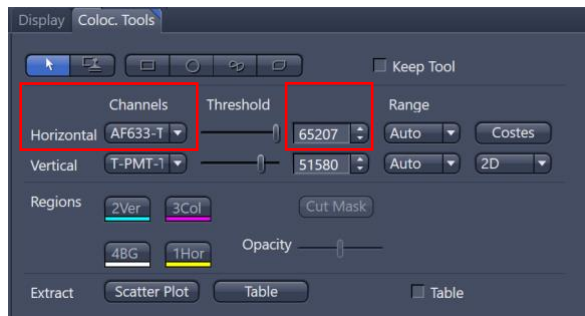 Display Coloc. Tools
Keep Tool
Channels Threshold Range
Horizontal AF633-T 65207 Auto Costes
Vertical T-PMT-1 51580 Auto 2D
Regions 2Ver 3Col Cut Mask
4BG 1Hor Opacity
Extract Scatter Plot Table Table